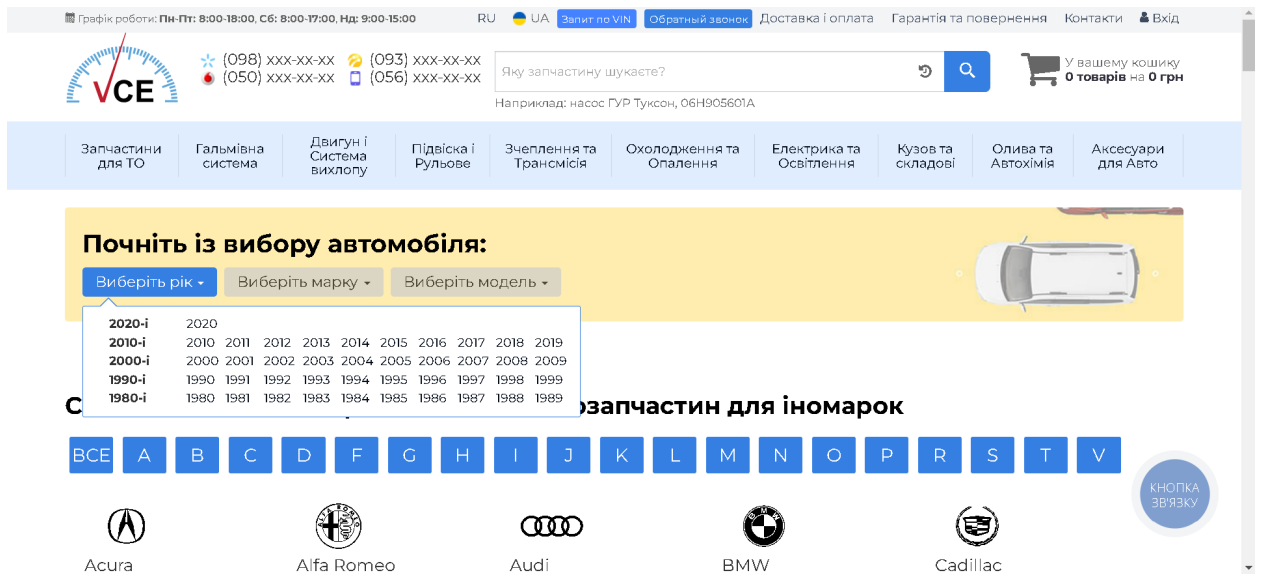 Графік роботи: Пн-Пт: 8:00-18:00, Сб: 8:00-17:00, Нд: 9:00-15:00
RU UA Запит по VIN Обратный звонок Доставка і оплата Гарантія та повернення Контакти Вхід
VCE
(098) xxx-xx-xx (093) xxx-xx-xx
(050) xxx-xx-xx (056) xxx-xx-xx
Яку запчастину шукаєте?
Наприклад: насос ГУР Туксон, 06H905601A
У вашему кошику
0 товарів на 0 грн
Запчастини для ТО
Гальмівна система
Двигун і Система вихлопу
Підвіска і Рульове
Зчеплення та Трансмісія
Охолодження та Опалення
Електрика та Освітлення
Кузов та складові
Олива та Автохімія
Аксесуари для Авто
Почніть із вибору автомобіля:
Виберіть рік Виберіть марку Виберіть модель
2020-і 2020
2010-і 2010 2011 2012 2013 2014 2015 2016 2017 2018 2019
2000-і 2000 2001 2002 2003 2004 2005 2006 2007 2008 2009
1990-і 1990 1991 1992 1993 1994 1995 1996 1997 1998 1999
1980-і 1980 1981 1982 1983 1984 1985 1986 1987 1988 1989
для іномарок
ВСЕ A B C D F G H I J K L M N O P R S T V
КНОПКА
ЗВ'ЯЗКУ
Acura Alfa Romeo Audi BMW Cadillac